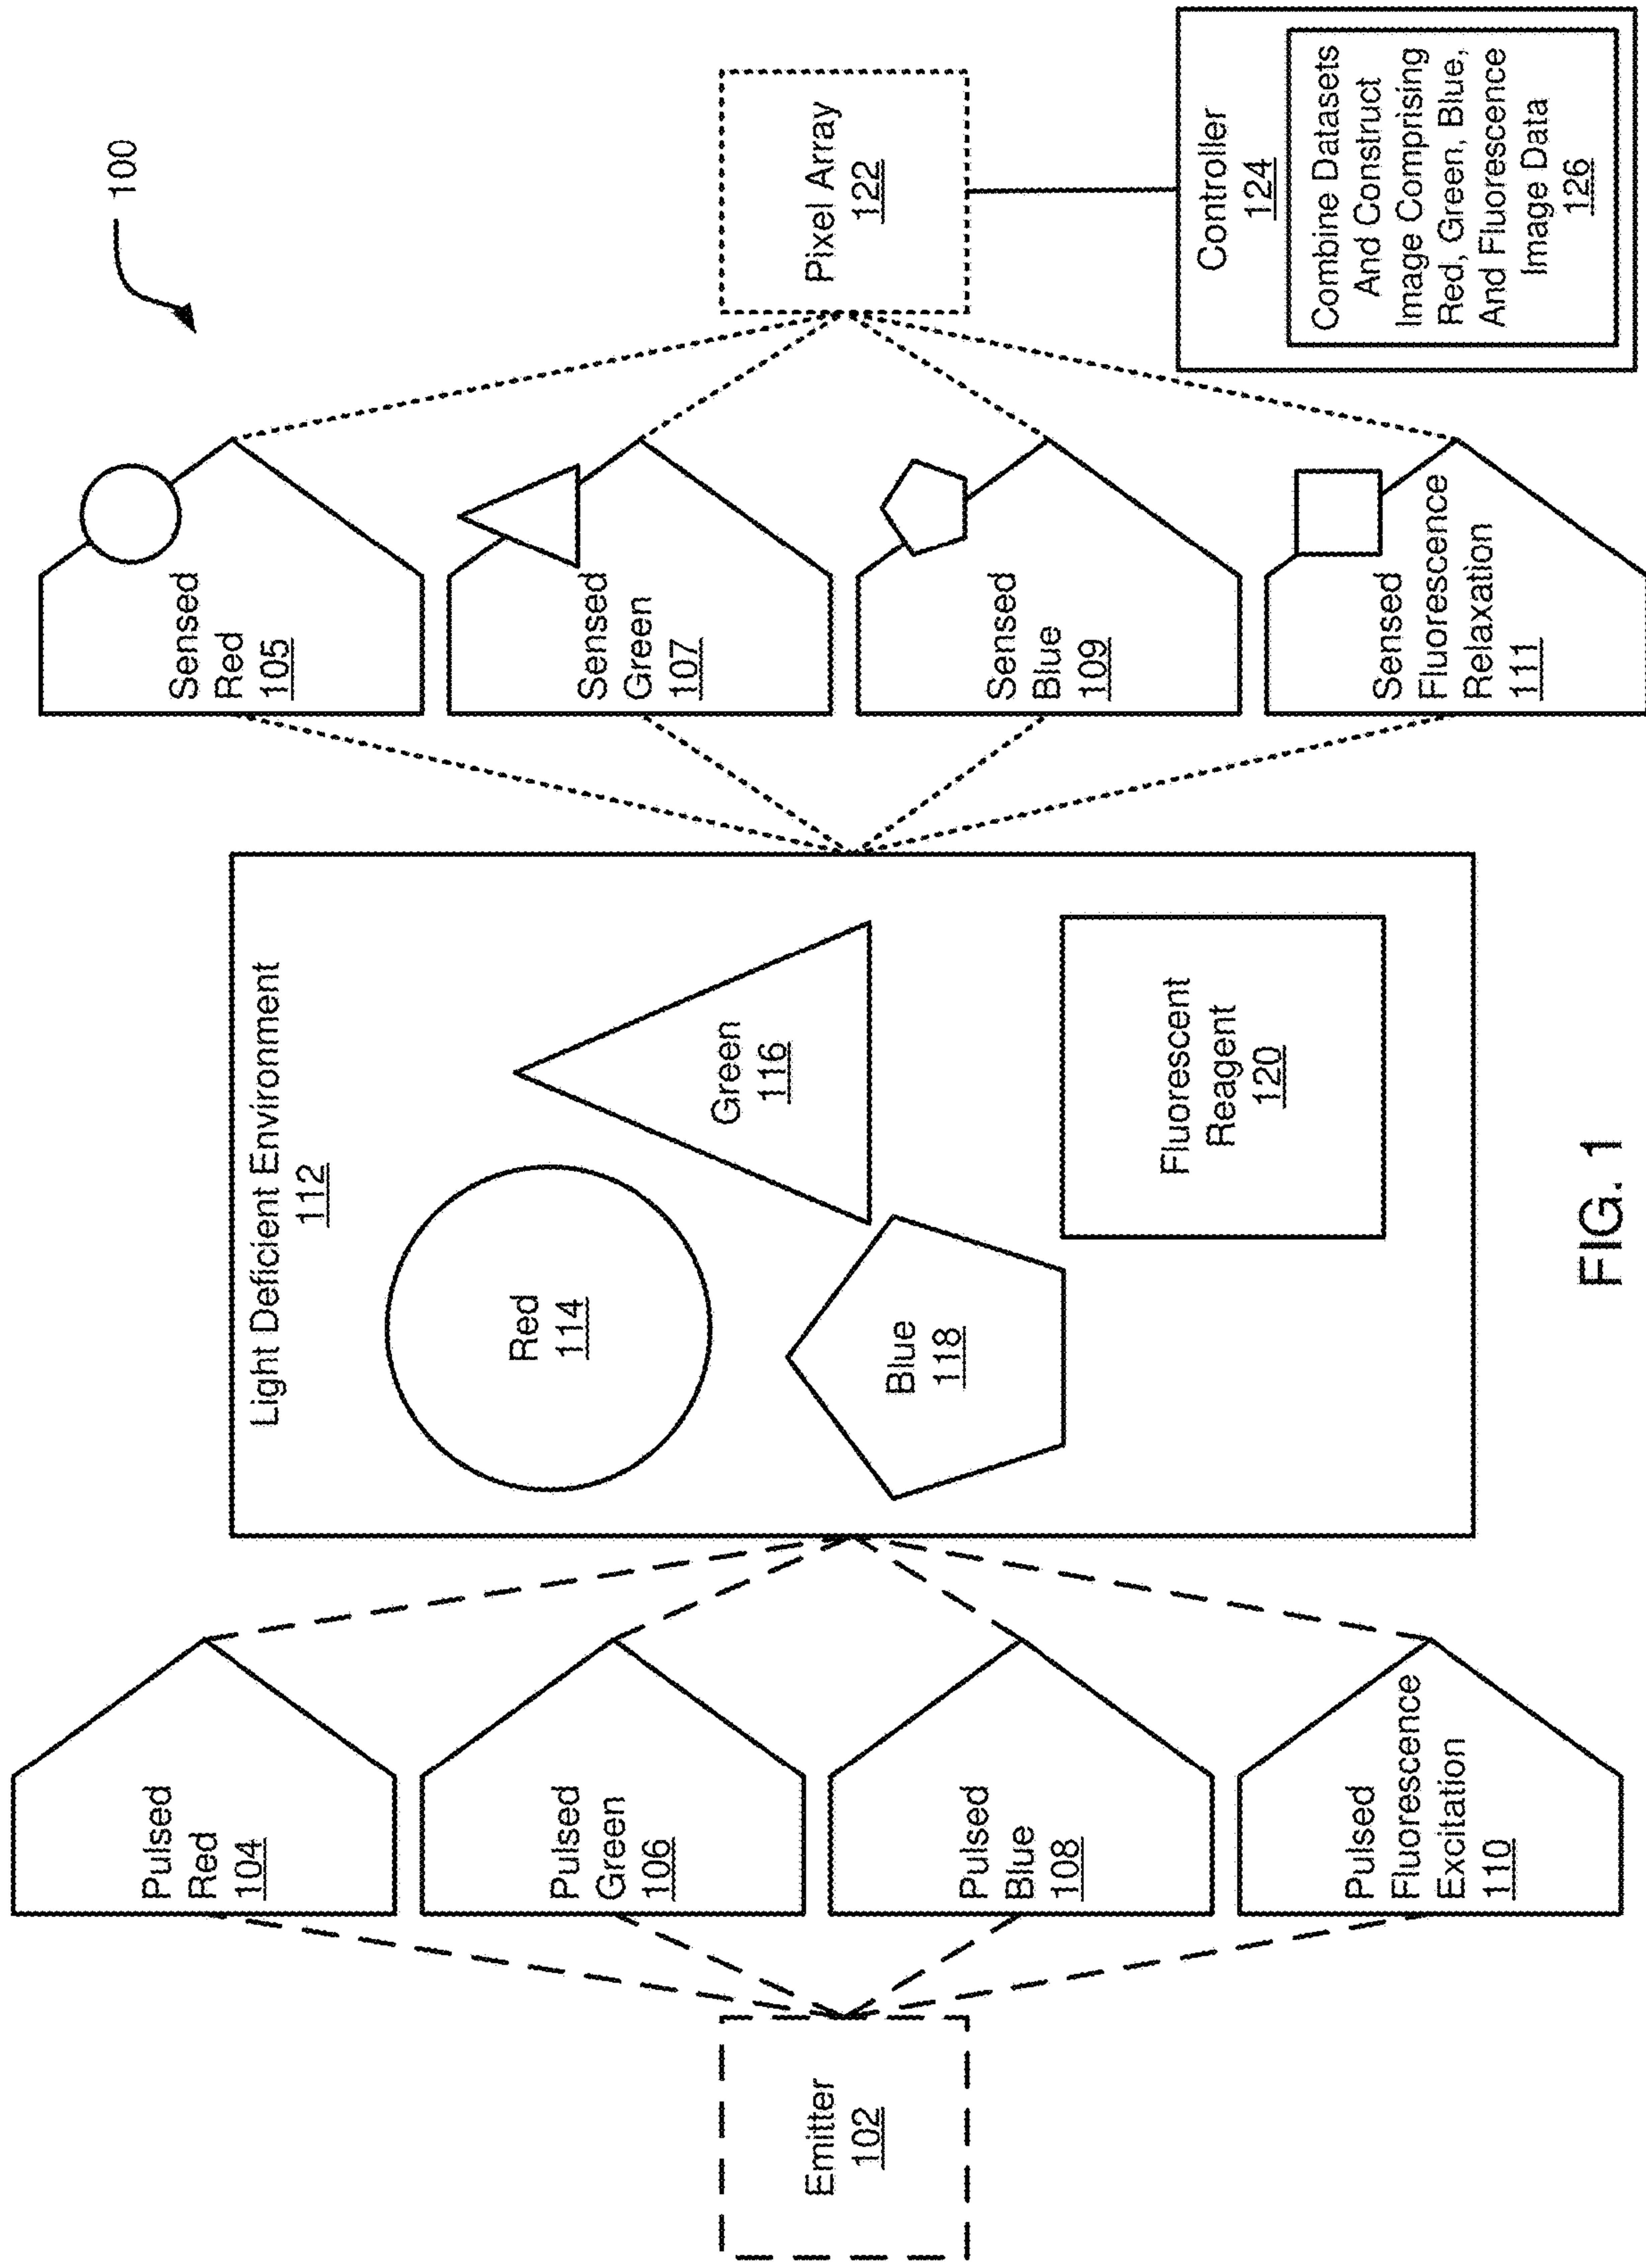 100
Emitter
102
Pulsed
Red
104
Pulsed
Green
106
Pulsed
Blue
108
Pulsed
Fluorescence
Excitation
110
Light Deficient Environment
112
Red
114
Green
116
Blue
118
Fluorescent
Reagent
120
Sensed
Red
105
Sensed
Green
107
Sensed
Blue
109
Sensed
Fluorescence
Relaxation
111
Pixel Array
122
Controller
124
Combine Datasets
And Construct
Image Comprising
Red, Green, Blue,
And Fluorescence
Image Data
126
FIG. 1